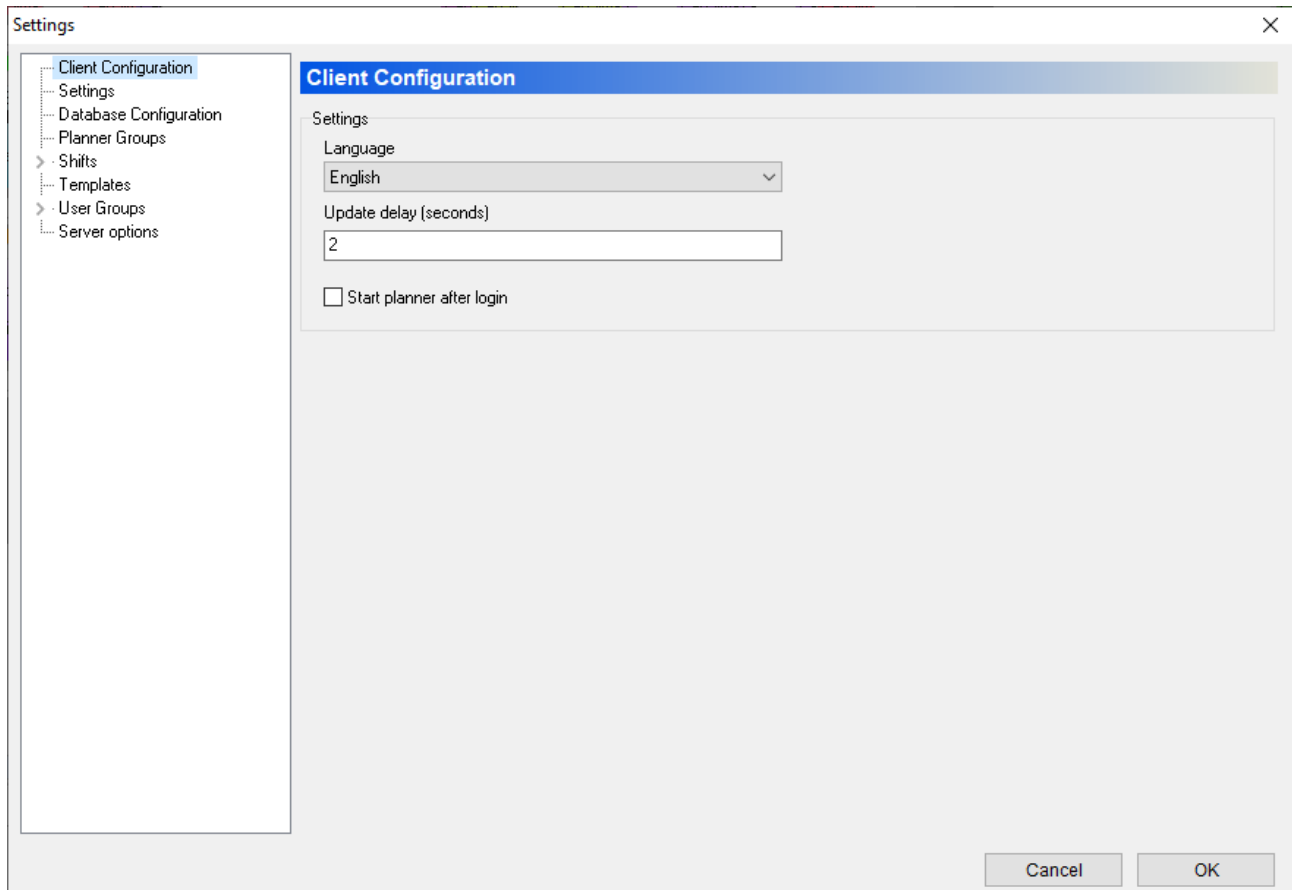 Settings
Client Configuration
Settings
Database Configuration
Planner Groups
Shifts
Templates
User Groups
Server options
Client Configuration
Settings
Language
English
Update delay (seconds)
2
Start planner after login
Cancel
OK